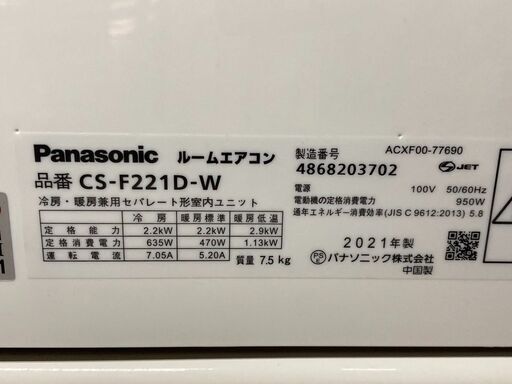 Panasonic ルームエアコン
品番 CS-F221D-W
冷房・暖房兼用セパレート形室内ユニット
冷房 暖房標準 暖房低温
定格能力 2.2kW 2.2kW 2.9kW
定格消費電力 635W 470W 1.13kW
運転電流 7.05A 5.20A
質量 7.5kg
製造番号 ACXF00-77690
4868203702 JET
電源 100V 50/60Hz
電動機の定格消費電力 950W
通年エネルギー消費効率(JIS C 9612:2013) 5.8
2021年製
PSE パナソニック株式会社
中国製